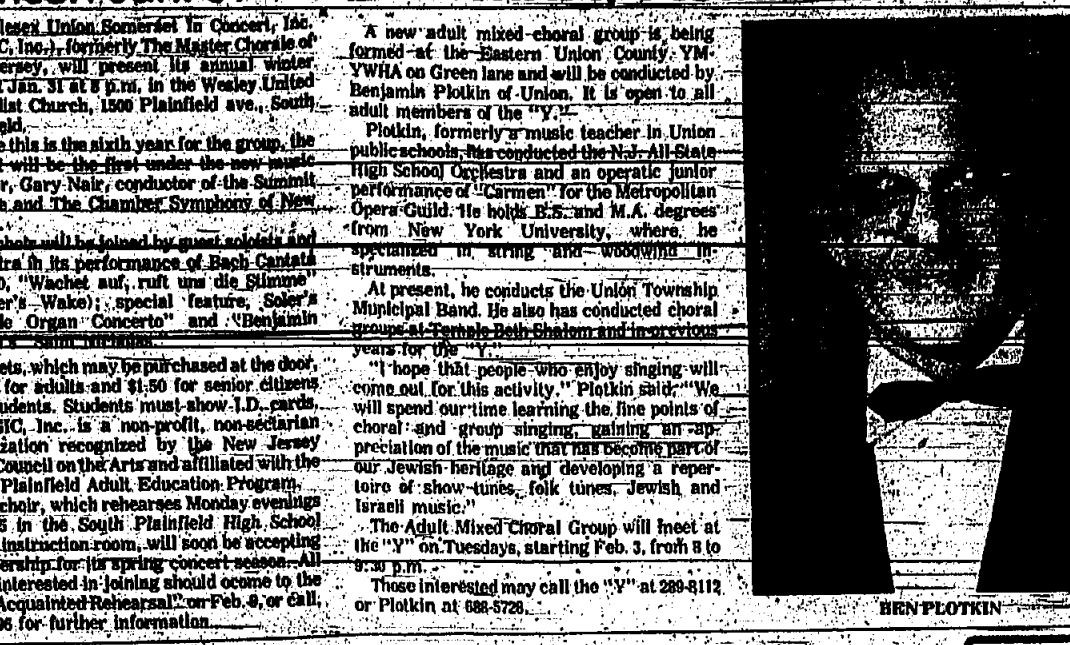 lesex Union Somerset In Concert, Inc.
C, Inc.), formerly The Master Chorale of
ersey, will present its annual winter
t Jan. 31 at 8 p.m. in the Wesley United
list Church, 1500 Plainfield ave., South
eld.
e this is the sixth year for the group, the
t will be the first under the new music
r, Gary Nair, conductor of the Summit
e and The Chamber Symphony of New
will be joined by guest soloists and
tra in its performance of Bach Cantata
0, "Wachet auf, ruft uns die Stimme"
er's Wake); special feature, Soler's
le Organ Concerto" and "Benjamin
Saint Nicholas.
ets, which may be purchased at the door,
for adults and $1.50 for senior citizens
udents. Students must show I.D. cards.
SIC, Inc. is a non-profit, non-sectarian
zation recognized by the New Jersey
Council on the Arts and affiliated with the
Plainfield Adult Education Program.
choir, which rehearses Monday evenings
5 in the South Plainfield High School
instruction room, will soon be accepting
ership for its spring concert season. All
interested in joining should ocome to the
Acquainted Rehearsal" on Feb. 9, or call,
96 for further information.
A new adult mixed choral group is being
formed at the Eastern Union County YM-
YWHA on Green lane and will be conducted by
Benjamin Plotkin of Union. It is open to all
adult members of the "Y."
Plotkin, formerly a music teacher in Union
public schools, has conducted the N.J. All-State
High School Orchestra and an operatic junior
performance of "Carmen" for the Metropolitan
Opera Guild. He holds B.S. and M.A. degrees
from New York University, where he
specialized in string and woodwind in-
struments.
At present, he conducts the Union Township
Municipal Band. He also has conducted choral
groups at Temple Beth Shalom and in previous
years for the "Y."
"I hope that people who enjoy singing will
come out for this activity." Plotkin said, "We
will spend our time learning the fine points of
choral and group singing, gaining an ap-
preciation of the music that has become part of
our Jewish heritage and developing a reper-
toire of show-tunes, folk tunes, Jewish and
Israeli music."
The Adult Mixed Choral Group will meet at
the "Y" on Tuesdays, starting Feb. 3, from 8 to
9:30 p.m.
Those interested may call the "Y" at 289-8112
or Plotkin at 688-5728.
BEN PLOTKIN